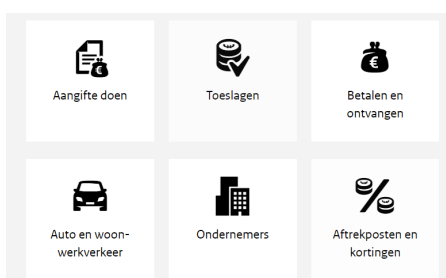 Aangifte doen
Toeslagen
Betalen en
ontvangen
Auto en woon-
werkverkeer
Ondernemers
Aftrekposten en
kortingen